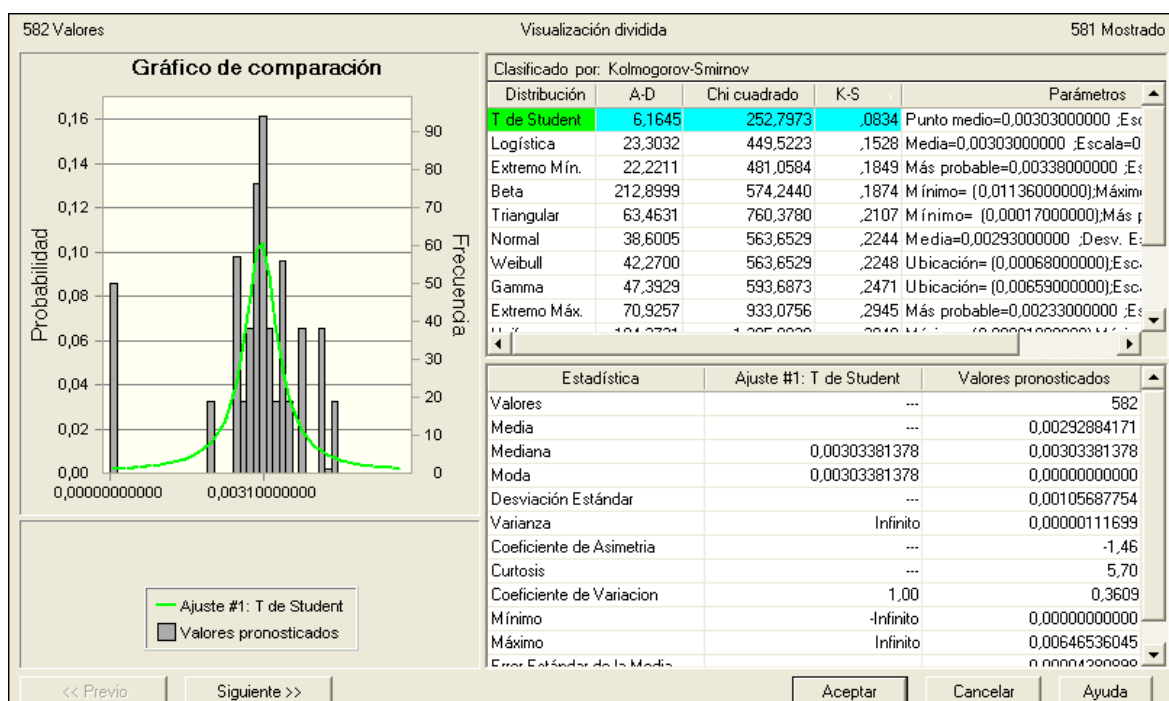 582 Valores Visualización dividida 581 Mostrado
Gráfico de comparación
0,16
0,14
0,12
0,10
0,08
0,06
0,04
0,02
0,00
Probabilidad
90
80
70
60
50
40
30
20
10
0
Frecuencia
0,00000000000 0,00310000000
Ajuste #1: T de Student
Valores pronosticados
Clasificado por: Kolmogorov-Smirnov
Distribución A-D Chi cuadrado K-S Parámetros
T de Student 6,1645 252,7973 ,0834 Punto medio=0,00303000000 ;Esc
Logística 23,3032 449,5223 ,1528 Media=0,00303000000 ;Escala=0
Extremo Mín. 22,2211 481,0584 ,1849 Más probable=0,00338000000 ;Es
Beta 212,8999 574,2440 ,1874 Mínimo= (0,01136000000);Máxim
Triangular 63,4631 760,3780 ,2107 Mínimo= (0,00017000000);Más p
Normal 38,6005 563,6529 ,2244 Media=0,00293000000 ;Desv. E
Weibull 42,2700 563,6529 ,2248 Ubicación= (0,00068000000);Esc
Gamma 47,3929 593,6873 ,2471 Ubicación= (0,00659000000);Esc
Extremo Máx. 70,9257 933,0756 ,2945 Más probable=0,00233000000 ;Es
Estadística Ajuste #1: T de Student Valores pronosticados
Valores --- 582
Media --- 0,00292884171
Mediana 0,00303381378 0,00303381378
Moda 0,00303381378 0,00000000000
Desviación Estándar --- 0,00105687754
Varianza Infinito 0,00000111699
Coeficiente de Asimetria --- -1,46
Curtosis --- 5,70
Coeficiente de Variacion 1,00 0,3609
Mínimo -Infinito 0,00000000000
Máximo Infinito 0,00646536045
Error Estándar de la Media
<< Previo Siguiente >> Aceptar Cancelar Ayuda